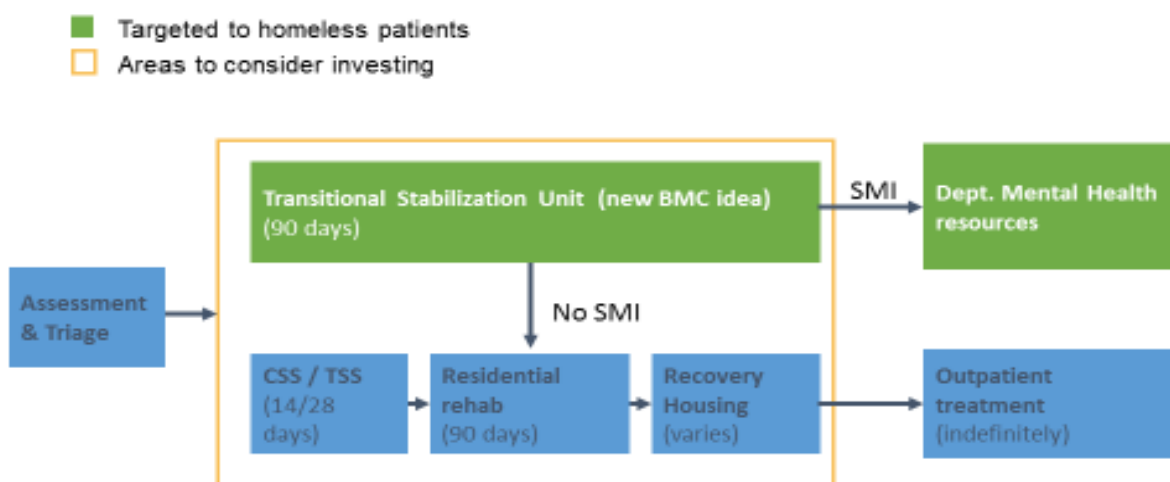 Targeted to homeless patients
Areas to consider investing
Transitional Stabilization Unit (new BMC idea)
(90 days)
SMI
Dept. Mental Health
resources
Assessment
& Triage
No SMI
CSS / TSS
(14/28
days)
Residential
rehab
(90 days)
Recovery
Housing
(varies)
Outpatient
treatment
(indefinitely)